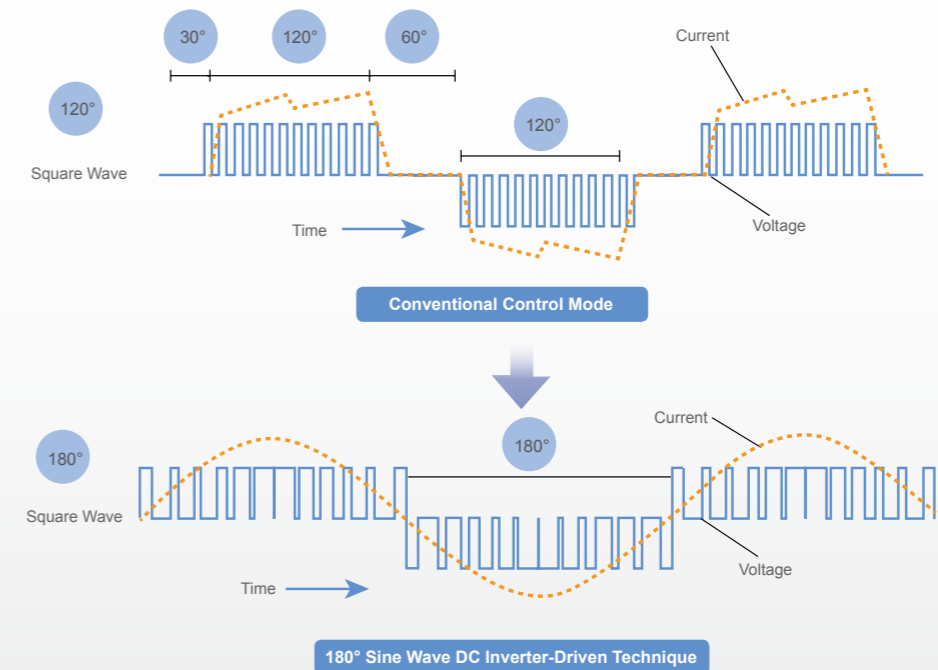 30°
120°
60°
Current
120°
120°
Square Wave
Voltage
Time
Conventional Control Mode
Current
180°
180°
Square Wave
Voltage
Time
180° Sine Wave DC Inverter-Driven Technique